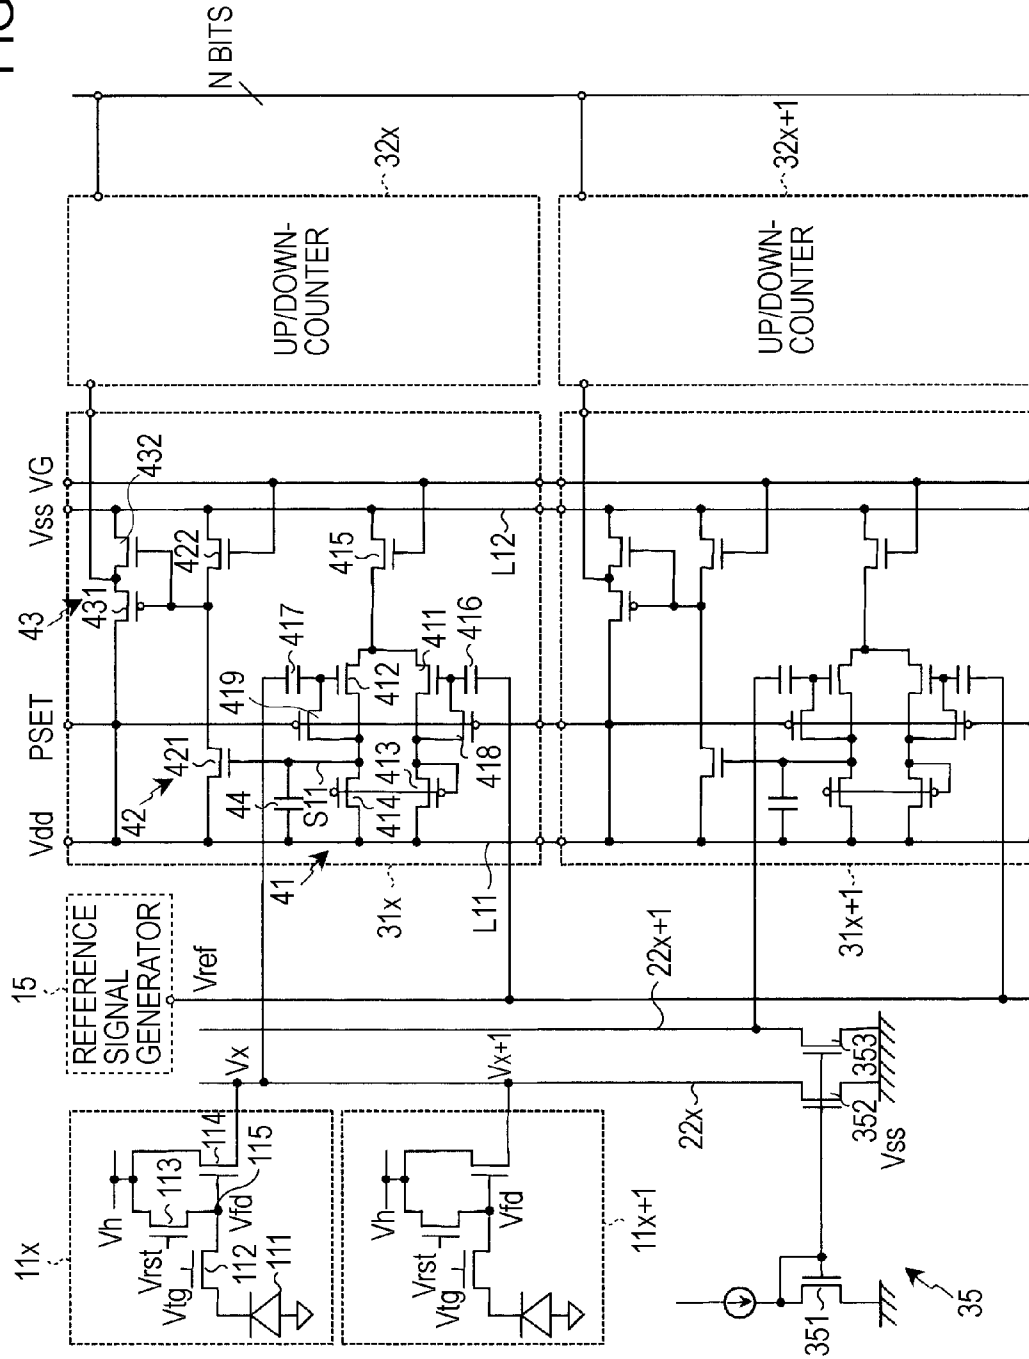 N BITS
32x
32x+1
UP/DOWN-
COUNTER
UP/DOWN-
COUNTER
Vss VG
432
43
431
422
415
L12
417
411
416
412
419
PSET
418
413
421
42
44
S11
414
Vdd
41
31x
L11
31x+1
15
REFERENCE
SIGNAL
GENERATOR
Vref
22x+1
Vx
Vx+1
22x
353
352
Vss
11x
114
113
115
Vh
Vfd
Vrst
112
Vtg
111
Vh
Vfd
Vrst
Vtg
11x+1
351
35